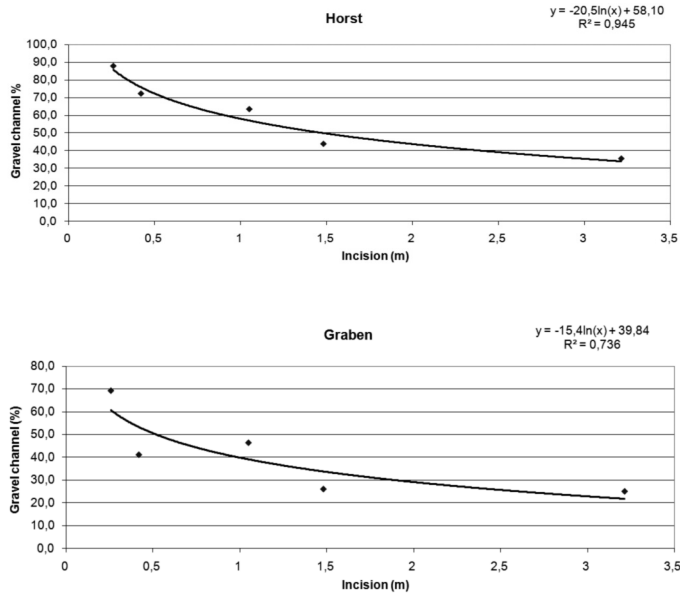 Horst
y = -20,5ln(x) + 58,10
R² = 0,945
100,0
90,0
80,0
70,0
60,0
50,0
40,0
30,0
20,0
10,0
0,0
Gravel channel %
0 0,5 1 1,5 2 2,5 3 3,5
Incision (m)
Graben
y = -15,4ln(x) + 39,84
R² = 0,736
80,0
70,0
60,0
50,0
40,0
30,0
20,0
10,0
0,0
Gravel channel (%)
0 0,5 1 1,5 2 2,5 3 3,5
Incision (m)